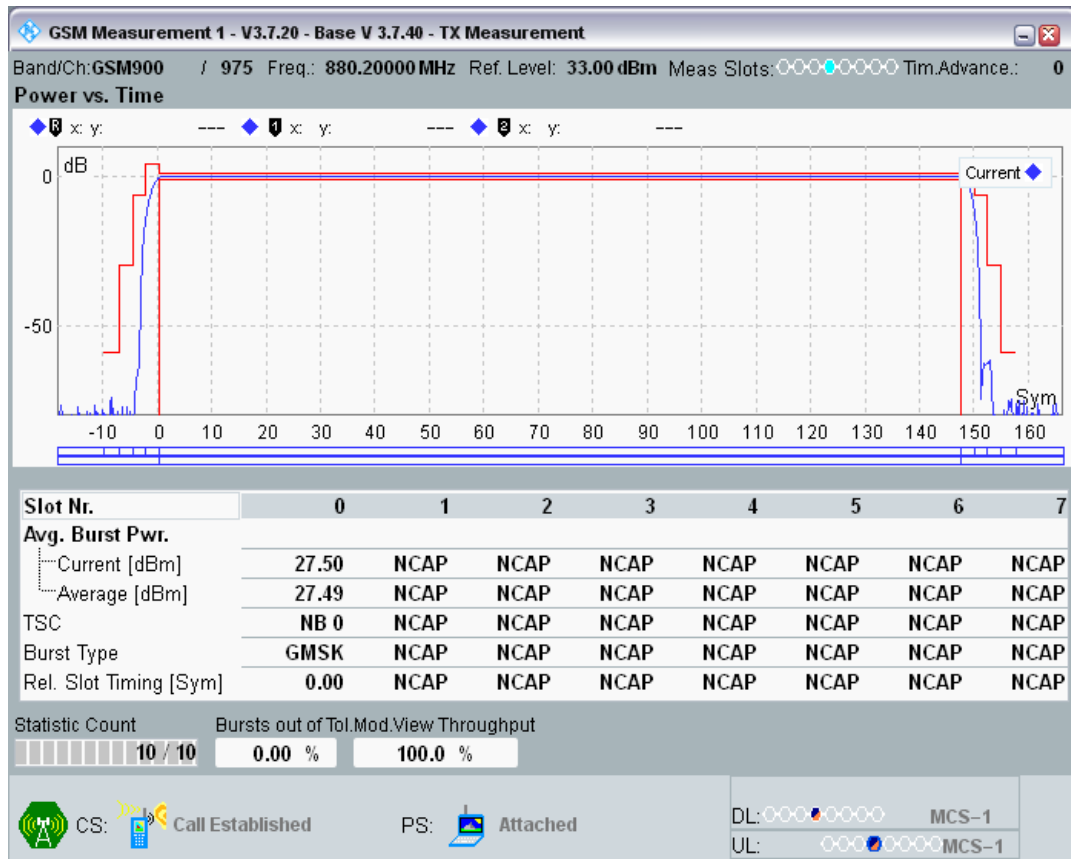 GSM Measurement 1 - V3.7.20 - Base V 3.7.40 - TX Measurement
Band/Ch:GSM900 / 975 Freq.: 880.20000 MHz Ref. Level: 33.00 dBm Meas Slots: Tim.Advance.: 0
Power vs. Time
R x: y: --- 1 x: y: --- 2 x: y: ---
dB
Current
0
-50
Sym
-10 0 10 20 30 40 50 60 70 80 90 100 110 120 130 140 150 160
Slot Nr. 0 1 2 3 4 5 6 7
Avg. Burst Pwr.
Current [dBm] 27.50 NCAP NCAP NCAP NCAP NCAP NCAP NCAP
Average [dBm] 27.49 NCAP NCAP NCAP NCAP NCAP NCAP NCAP
TSC NB 0 NCAP NCAP NCAP NCAP NCAP NCAP NCAP
Burst Type GMSK NCAP NCAP NCAP NCAP NCAP NCAP NCAP
Rel. Slot Timing [Sym] 0.00 NCAP NCAP NCAP NCAP NCAP NCAP NCAP
Statistic Count Bursts out of Tol. Mod.View Throughput
10 / 10 0.00 % 100.0 %
CS: Call Established PS: Attached
DL: MCS-1
UL: MCS-1